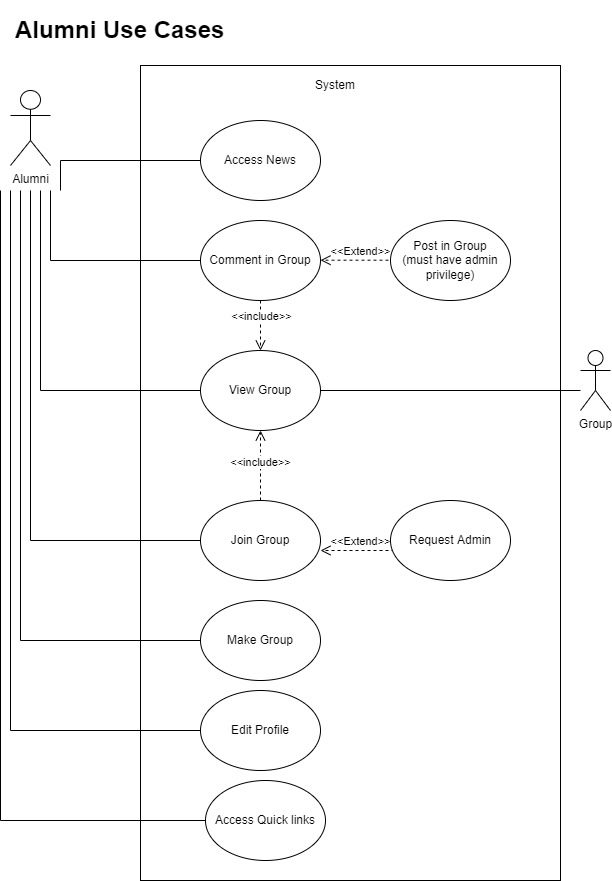 Alumni Use Cases
System
Alumni
Access News
Comment in Group
<<Extend>>
Post in Group
(must have admin
privilege)
<<include>>
View Group
Group
<<include>>
Join Group
<<Extend>>
Request Admin
Make Group
Edit Profile
Access Quick links